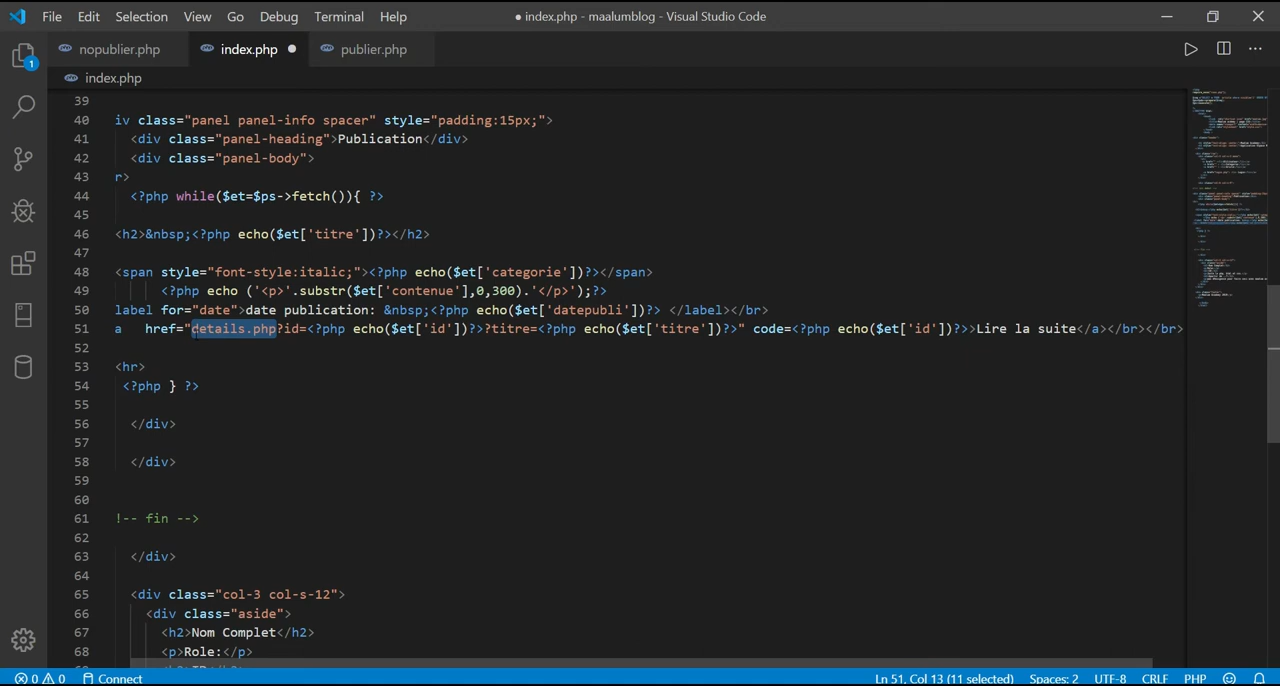 File Edit Selection View Go Debug Terminal Help
● index.php - maalumblog - Visual Studio Code
nopublier.php index.php ● publier.php
index.php
1
39
40 iv class="panel panel-info spacer" style="padding:15px;">
41 <div class="panel-heading">Publication</div>
42 <div class="panel-body">
43 r>
44 <?php while($et=$ps->fetch()){ ?>
45
46 <h2>&nbsp;<?php echo($et['titre'])?></h2>
47
48 <span style="font-style:italic;"><?php echo($et['categorie'])?></span>
49 <?php echo ('<p>'.substr($et['contenue'],0,300).'</p>');?>
50 label for="date">date publication: &nbsp;<?php echo($et['datepubli'])?> </label></br>
51 a href="details.php?id=<?php echo($et['id'])?>?titre=<?php echo($et['titre'])?>" code=<?php echo($et['id'])?>>Lire la suite</a></br></br>
52
53 <hr>
54 <?php } ?>
55
56 </div>
57
58 </div>
59
60
61 !-- fin -->
62
63 </div>
64
65 <div class="col-3 col-s-12">
66 <div class="aside">
67 <h2>Nom Complet</h2>
68 <p>Role:</p>
0 0 Connect Ln 51, Col 13 (11 selected) Spaces: 2 UTF-8 CRLF PHP